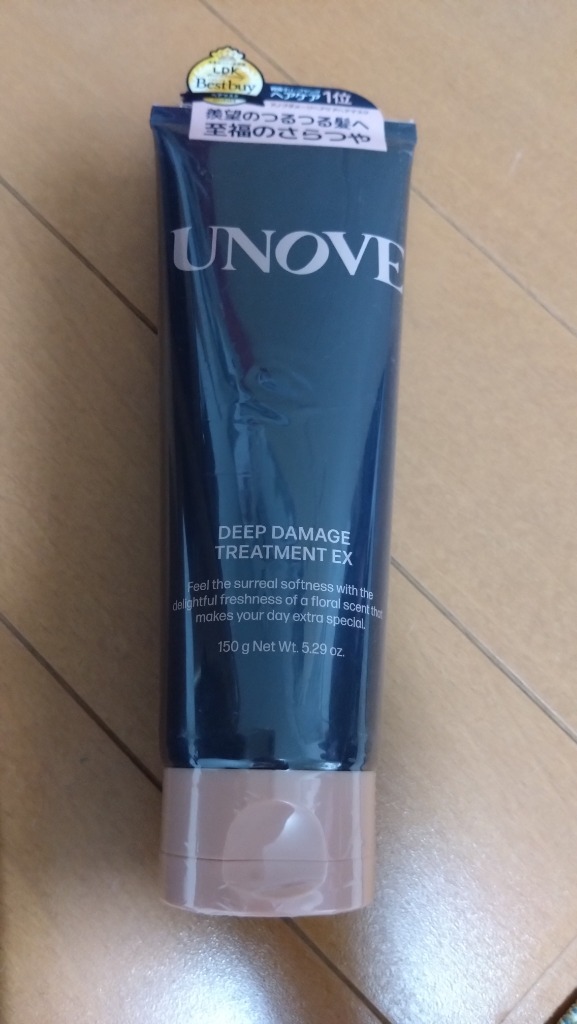 LDK
Bestbuy
ヘアケア1位
羨望のつるつる髪へ
至福のさらつや
UNOVE
DEEP DAMAGE
TREATMENT EX
Feel the surreal softness with the
delightful freshness of a floral scent that
makes your day extra special.
150 g Net Wt. 5.29 oz.